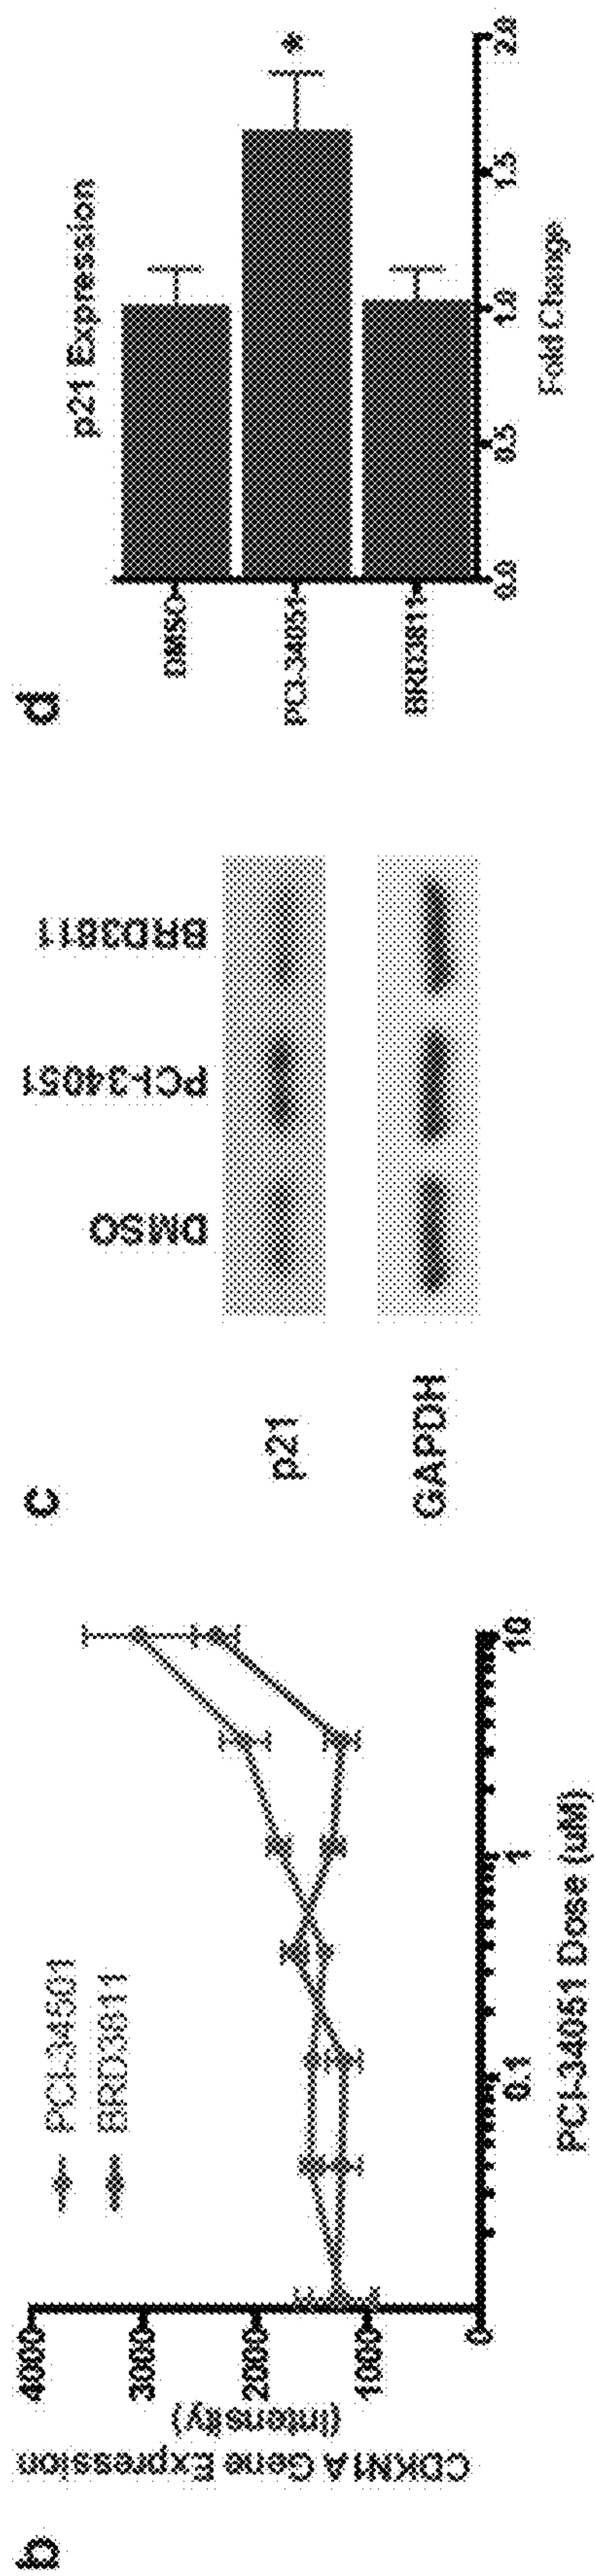 b
CDKN1A Gene Expression
(intensity)
4000
3000
2000
1000
0
PCI-34501
BRD3811
0.1
1
10
PCI-34051 Dose (uM)
c
DMSO
PCI-34051
BRD3811
p21
GAPDH
d
p21 Expression
DMSO
PCI-34051
BRD3811
0.0
0.5
1.0
1.5
2.0
*
Fold Change